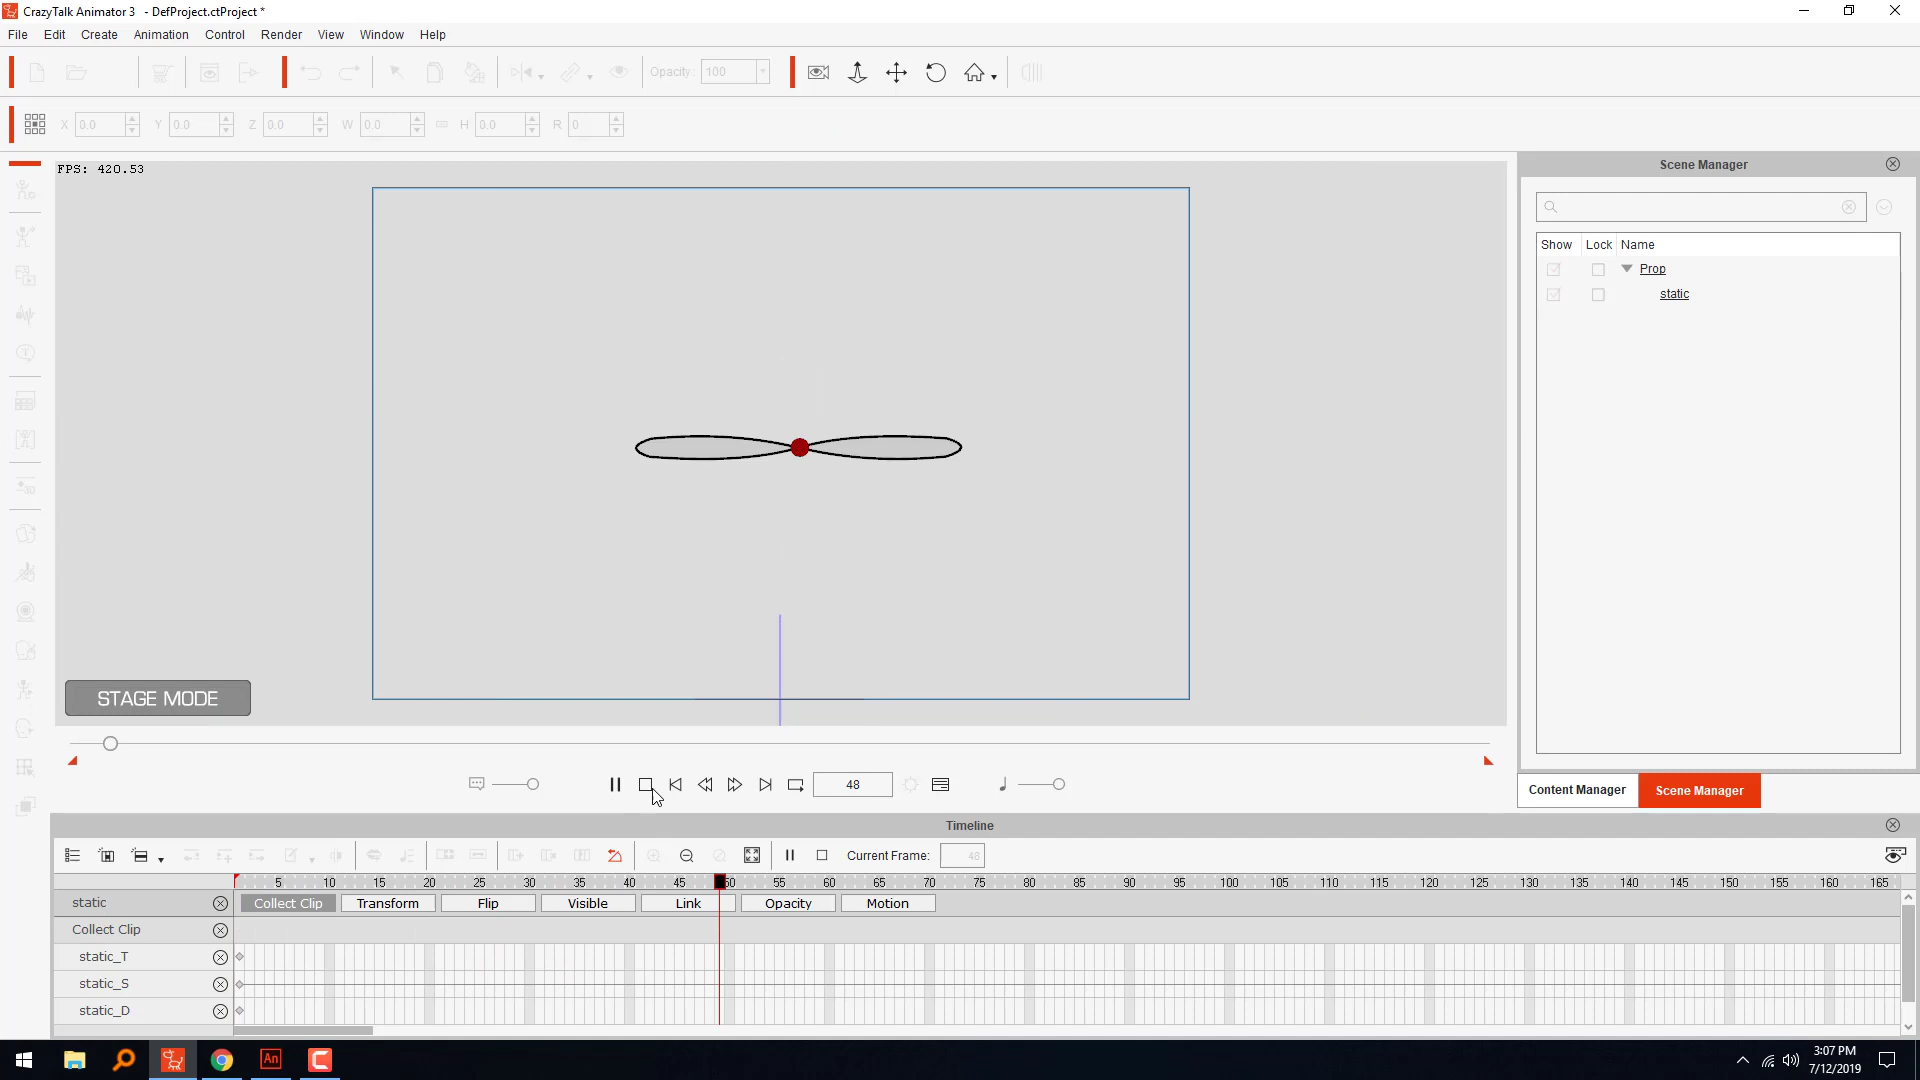 CrazyTalk Animator 3 - DefProject.ctProject *
File Edit Create Animation Control Render View Window Help
Opacity: 100
X 0.0 Y 0.0 Z 0.0 W 0.0 H 0.0 R 0
FPS: 420.53
Scene Manager
Show Lock Name
Prop
static
STAGE MODE
48
Content Manager Scene Manager
Timeline
Current Frame: 48
5 10 15 20 25 30 35 40 45 50 55 60 65 70 75 80 85 90 95 100 105 110 115 120 125 130 135 140 145 150 155 160 165
static Collect Clip Transform Flip Visible Link Opacity Motion
Collect Clip
static_T
static_S
static_D
An
3:07 PM
7/12/2019